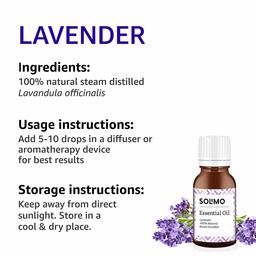 LAVENDER
Ingredients:
100% natural steam distilled
Lavandula officinalis
Usage instructions:
Add 5-10 drops in a diffuser or
aromatherapy device
for best results
Storage instructions:
Keep away from direct
sunlight. Store in a
cool & dry place.
SOLIMO
Essential Oil
Lavender